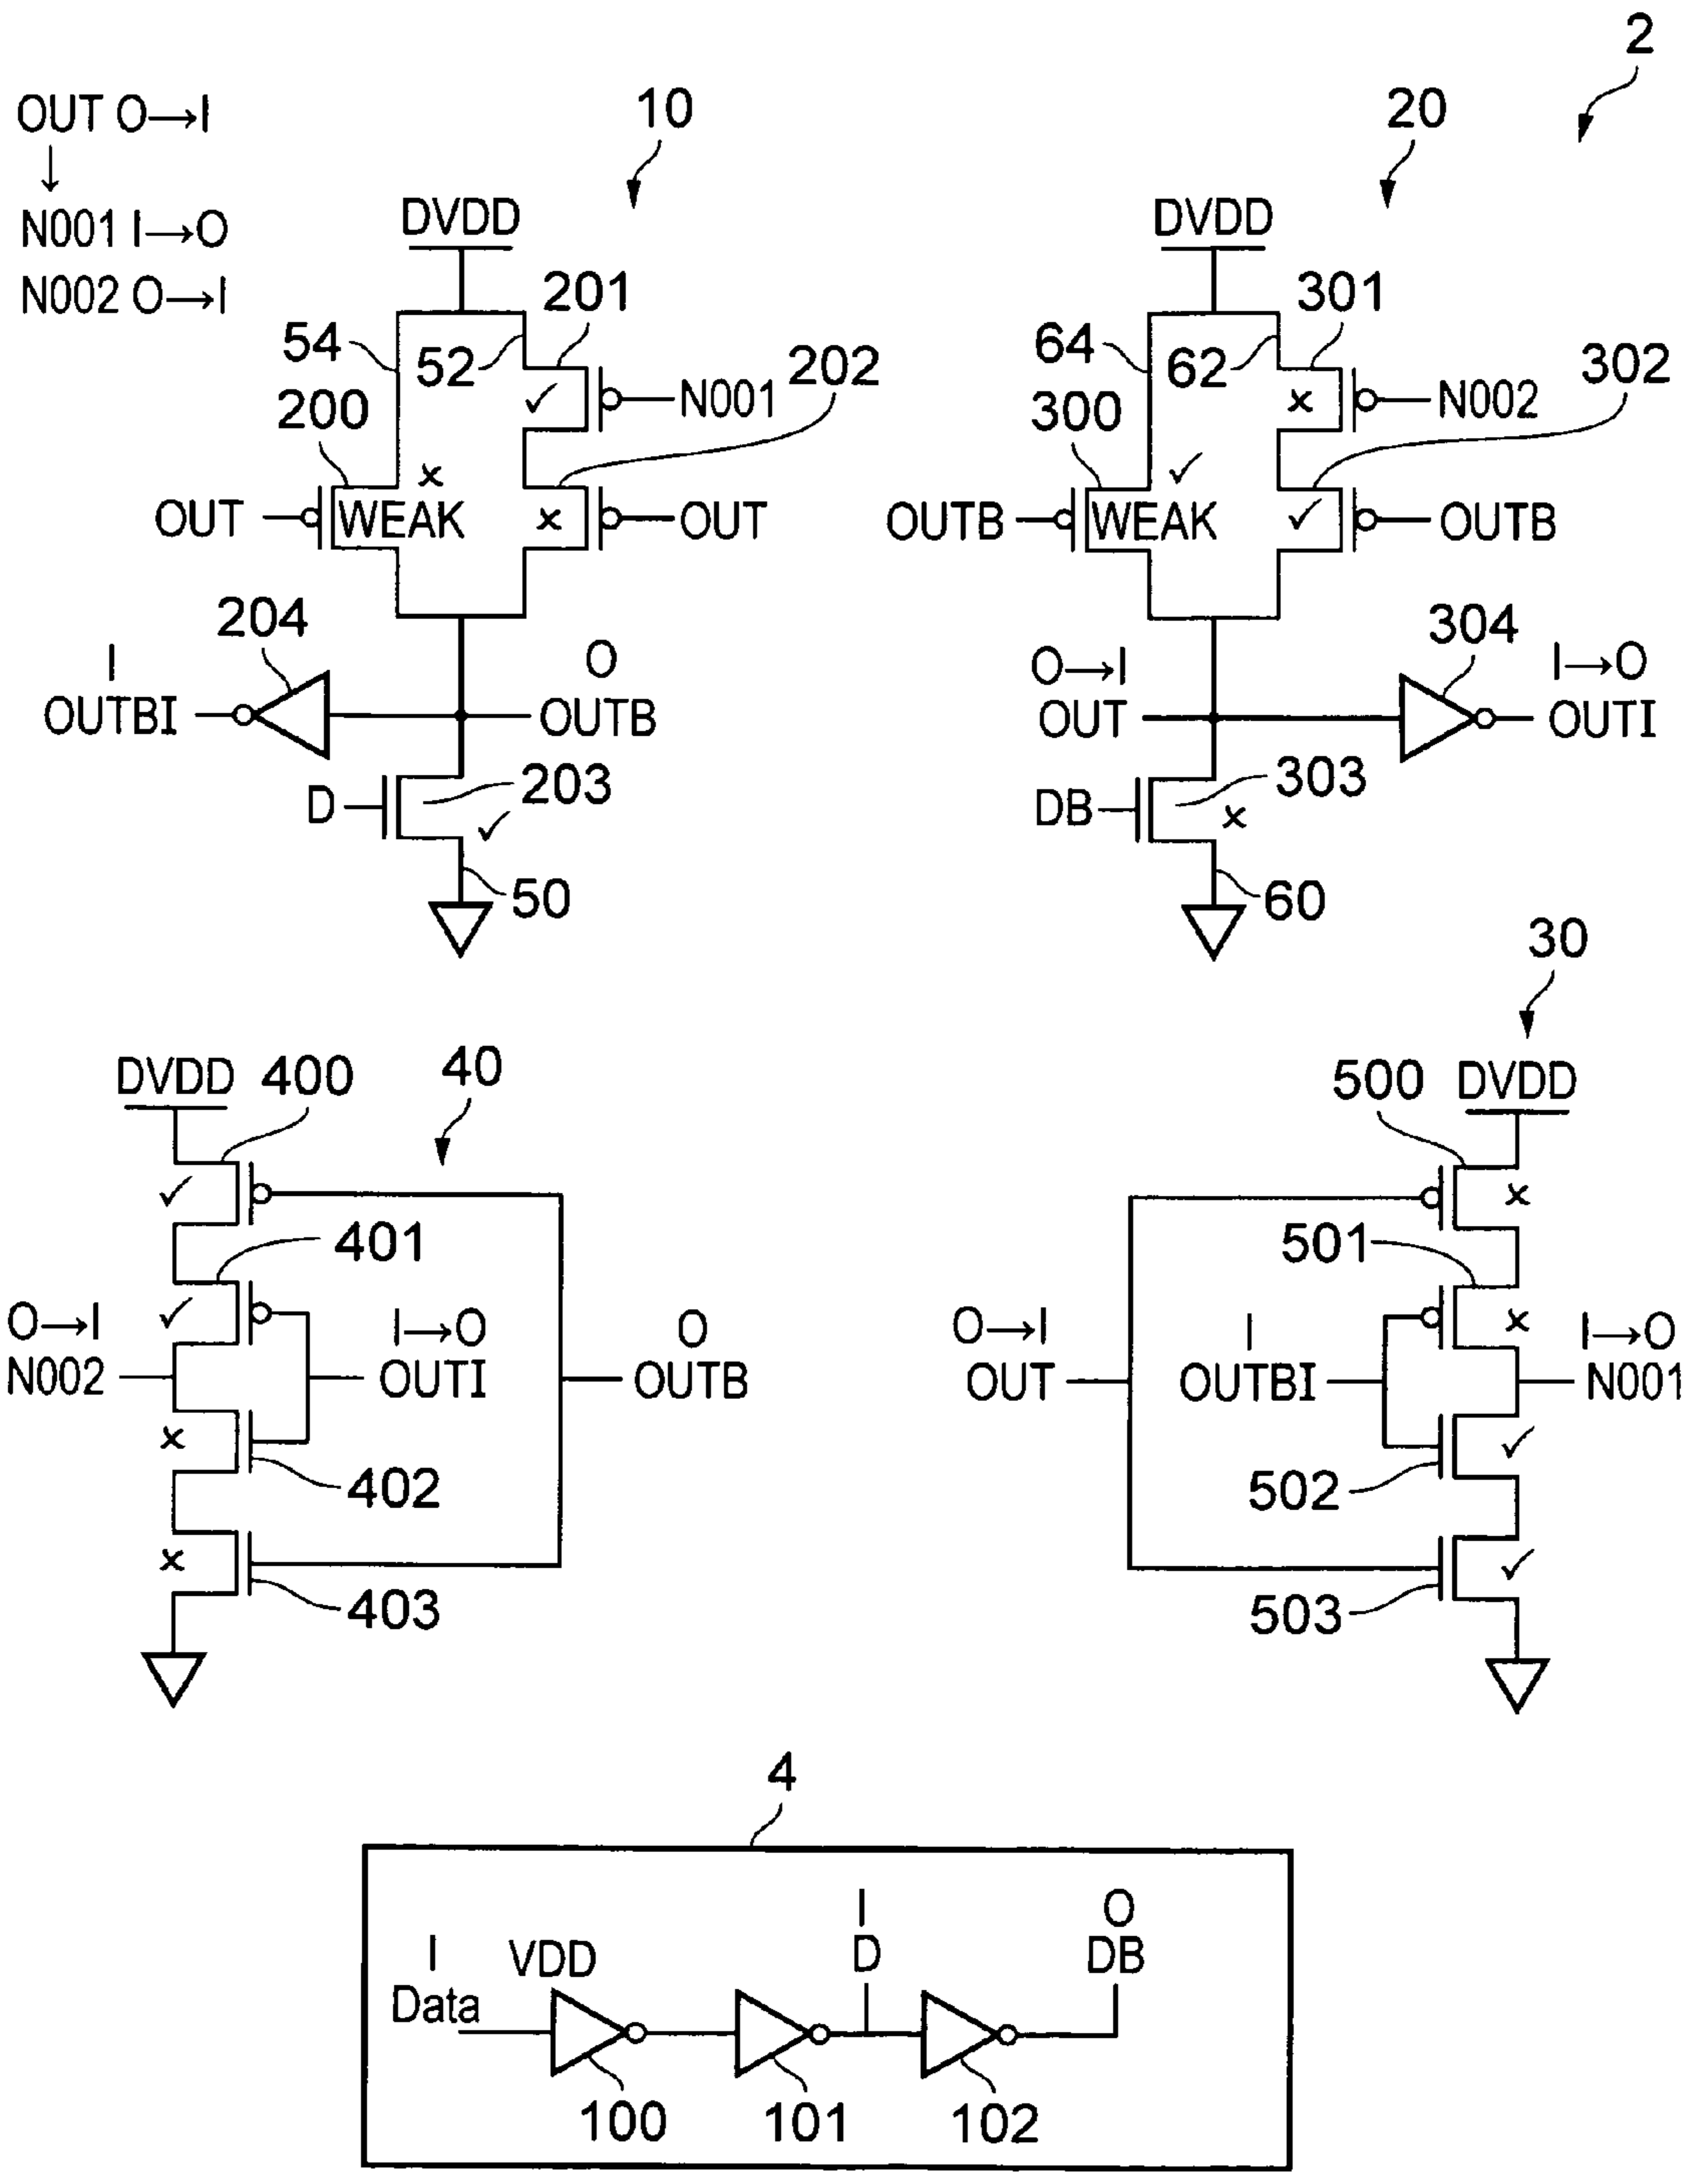 2
OUT O→I
10
20
↓
N001 I→O
DVDD
DVDD
N002 O→I
201
301
54
52
202
64
62
302
200
N001
300
N002
x
✓
✓
x
OUT
WEAK
x
OUT
OUTB
WEAK
✓
OUTB
204
304
I
O
O→I
I→O
OUTBI
OUTB
OUT
OUTI
D
203
✓
DB
303
x
50
60
30
DVDD
400
40
500
DVDD
✓
x
401
501
✓
x
O→I
I→O
O
O→I
I
I→O
N002
OUTI
OUTB
OUT
OUTBI
N001
x
✓
402
502
x
✓
403
503
4
I
O
I
VDD
D
DB
Data
100
101
102